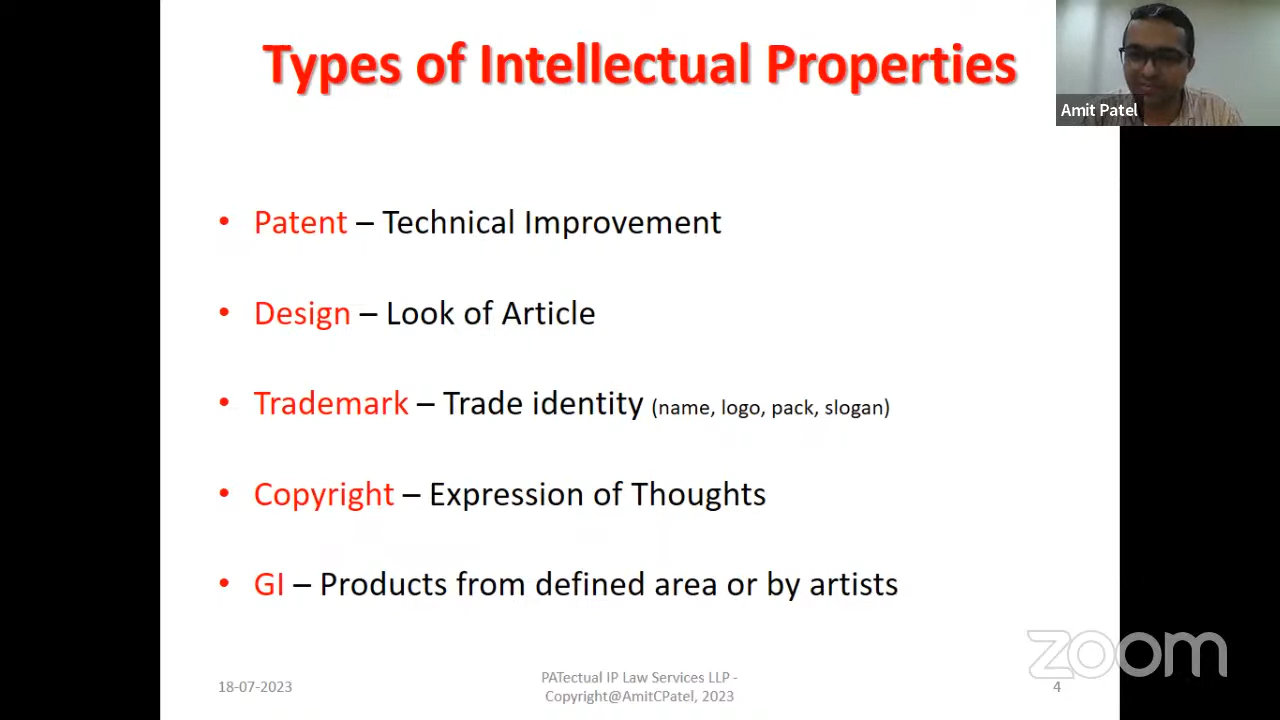 Types of Intellectual Properties
Amit Patel
• Patent – Technical Improvement
• Design – Look of Article
• Trademark – Trade identity (name, logo, pack, slogan)
• Copyright – Expression of Thoughts
• GI – Products from defined area or by artists
zoom
18-07-2023
PATectual IP Law Services LLP -
Copyright@AmitCPatel, 2023
4